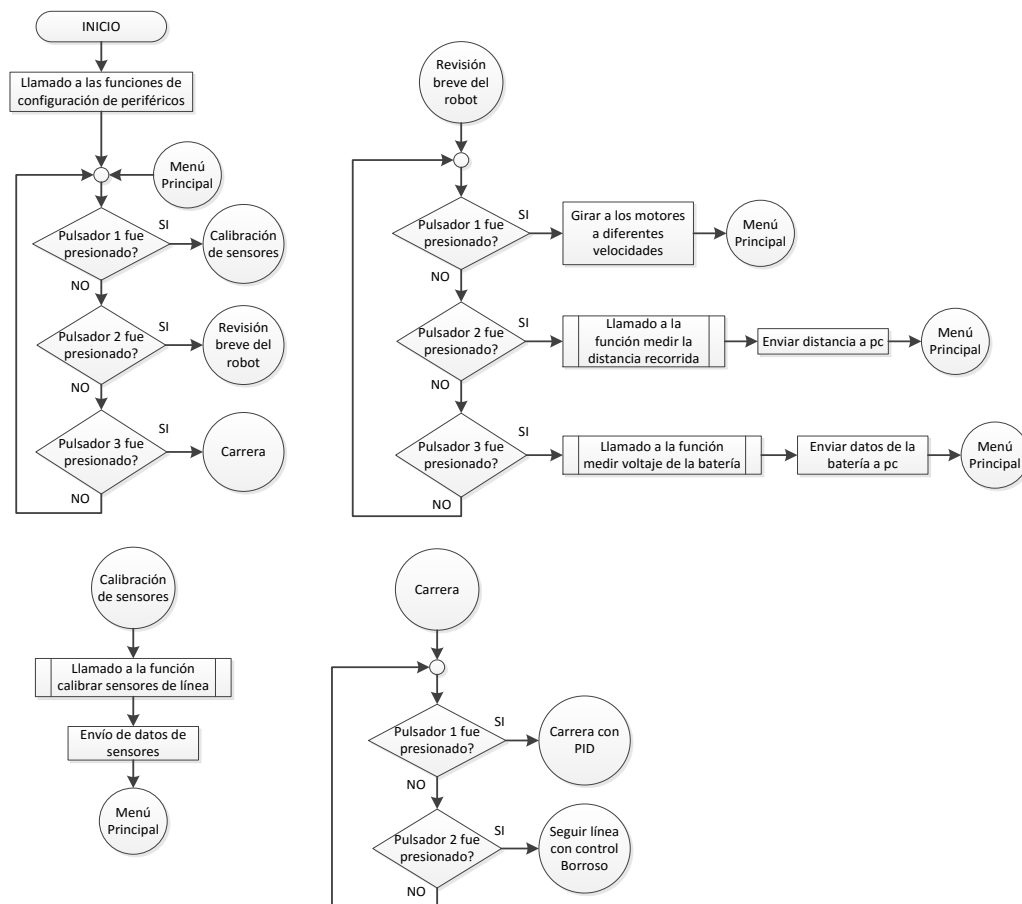 INICIO
Llamado a las funciones de
configuración de periféricos
Menú
Principal
Pulsador 1 fue
presionado?
SI
Calibración
de sensores
NO
Pulsador 2 fue
presionado?
SI
Revisión
breve del
robot
NO
Pulsador 3 fue
presionado?
SI
Carrera
NO
Revisión
breve del
robot
Pulsador 1 fue
presionado?
SI
Girar a los motores
a diferentes
velocidades
Menú
Principal
NO
Pulsador 2 fue
presionado?
SI
Llamado a la
función medir la
distancia recorrida
Enviar distancia a pc
Menú
Principal
NO
Pulsador 3 fue
presionado?
SI
Llamado a la función
medir voltaje de la batería
Enviar datos de la
batería a pc
Menú
Principal
NO
Calibración
de sensores
Llamado a la función
calibrar sensores de línea
Envío de datos de
sensores
Menú
Principal
Carrera
Pulsador 1 fue
presionado?
SI
Carrera con
PID
NO
Pulsador 2 fue
presionado?
SI
Seguir línea
con control
Borroso
NO